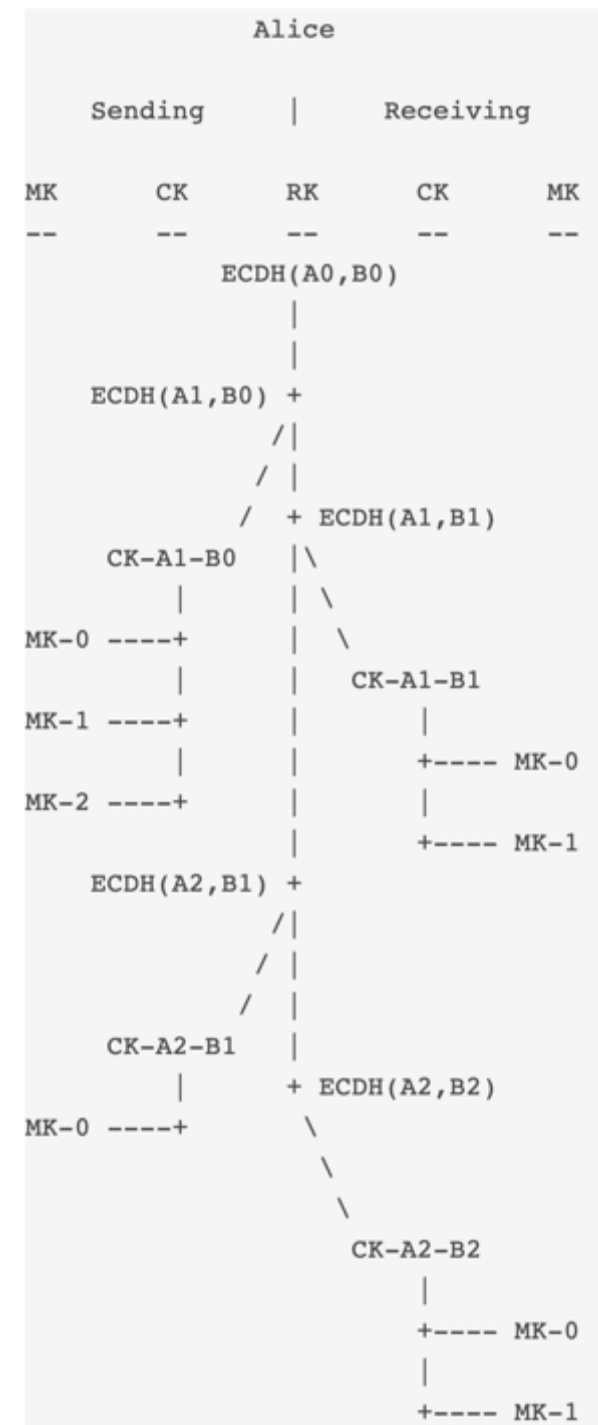 Alice
Sending | Receiving
MK CK RK CK MK
-- -- -- -- --
ECDH(A0,B0)
|
|
ECDH(A1,B0) +
/|
/ |
/ + ECDH(A1,B1)
CK-A1-B0 |\
| | \
MK-0 ----+ | \
| | CK-A1-B1
MK-1 ----+ | |
| | +---- MK-0
MK-2 ----+ | |
| +---- MK-1
ECDH(A2,B1) +
/|
/ |
/ |
CK-A2-B1 |
| + ECDH(A2,B2)
MK-0 ----+ \
\
\
CK-A2-B2
|
+---- MK-0
|
+---- MK-1